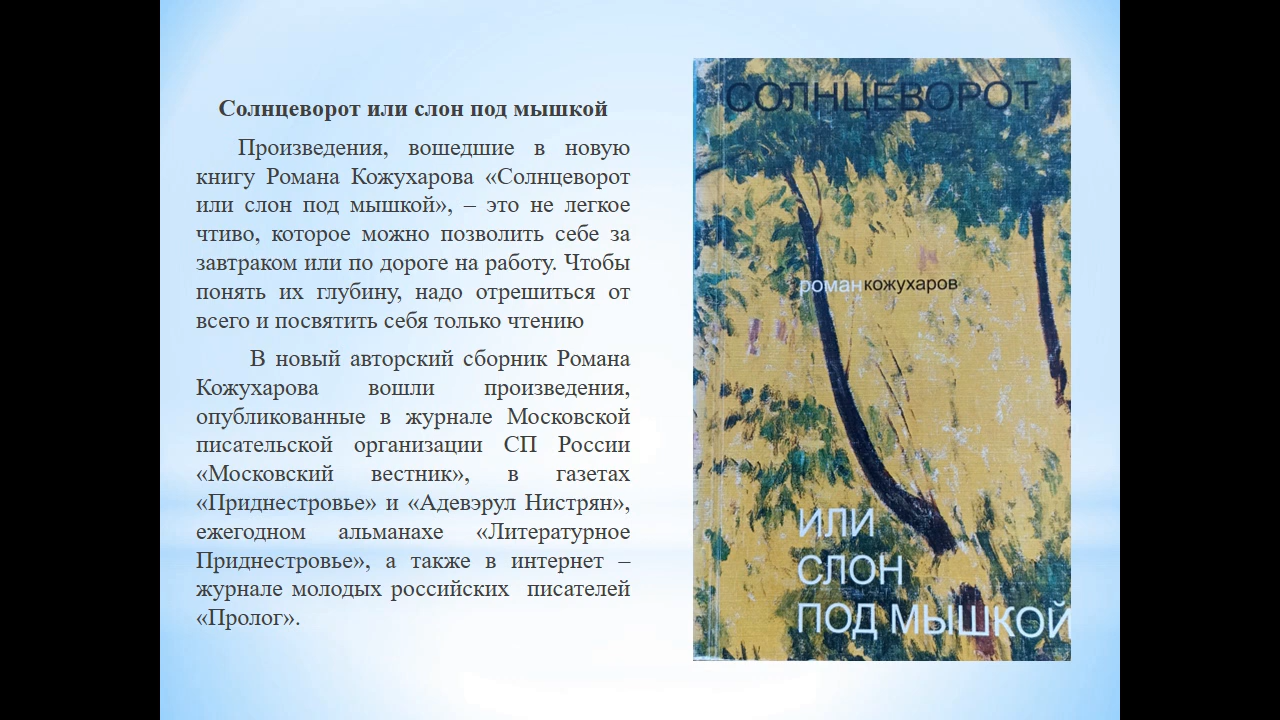 Солнцеворот или слон под мышкой
Произведения, вошедшие в новую
книгу Романа Кожухарова «Солнцеворот
или слон под мышкой», – это не легкое
чтиво, которое можно позволить себе за
завтраком или по дороге на работу. Чтобы
понять их глубину, надо отрешиться от
всего и посвятить себя только чтению
В новый авторский сборник Романа
Кожухарова вошли произведения,
опубликованные в журнале Московской
писательской организации СП России
«Московский вестник», в газетах
«Приднестровье» и «Адевэрул Нистрян»,
ежегодном альманахе «Литературное
Приднестровье», а также в интернет –
журнале молодых российских писателей
«Пролог».
СОЛНЦЕВОРОТ
роман кожухаров
ИЛИ
СЛОН
ПОД МЫШКОЙ